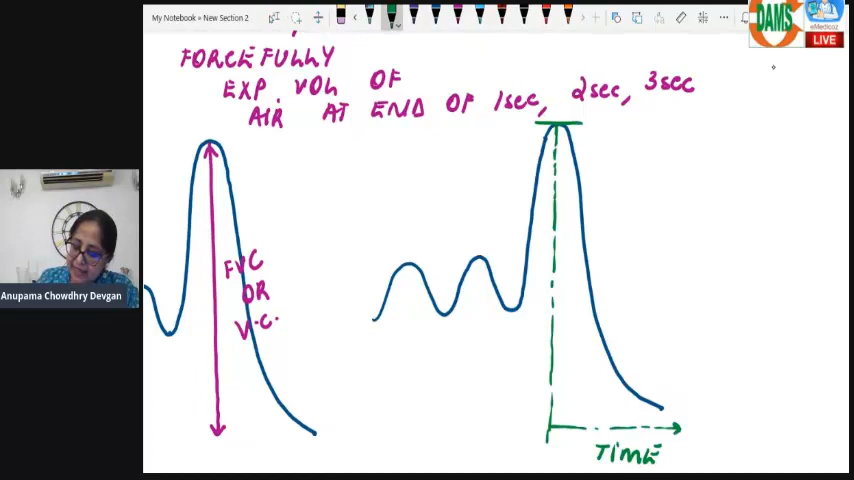 My Notebook » New Section 2
DAMS
eMedicoz
LIVE
FORCEFULLY
EXP. VOL OF
AIR AT END OF 1sec, 2sec, 3sec
FVC
OR
V.C.
Anupama Chowdhry Devgan
TIME